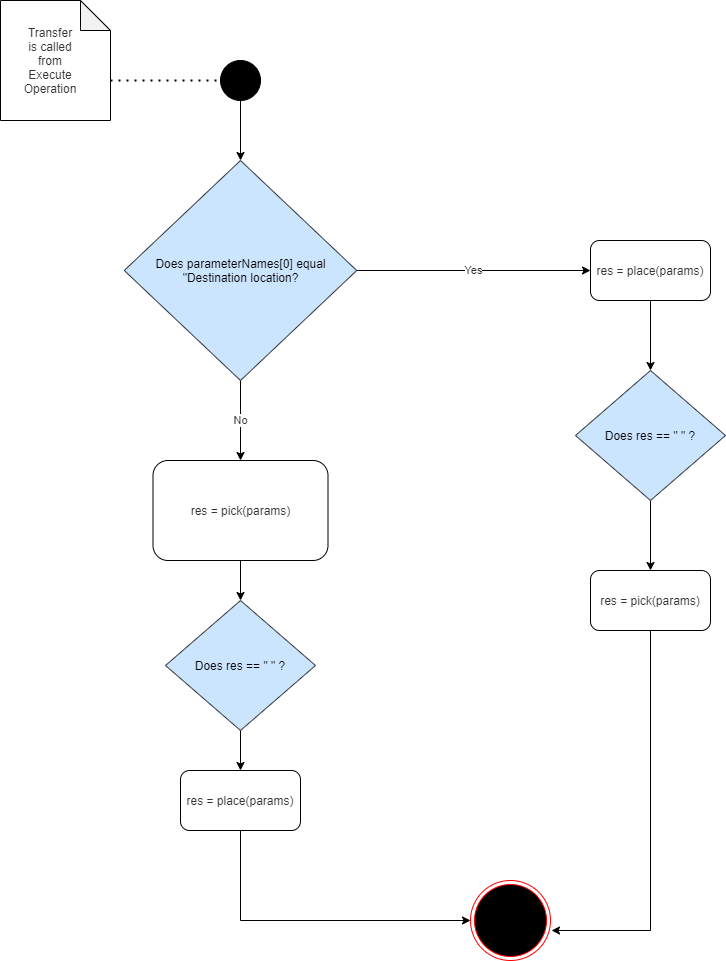 Transfer
is called
from
Execute
Operation
Does parameterNames[0] equal
"Destination location?
Yes
res = place(params)
No
Does res == " " ?
res = pick(params)
res = pick(params)
Does res == " " ?
res = place(params)